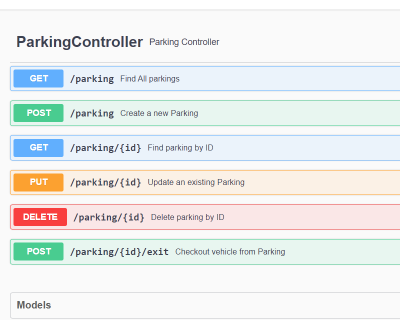 ParkingController Parking Controller
GET /parking Find All parkings
POST /parking Create a new Parking
GET /parking/{id} Find parking by ID
PUT /parking/{id} Update an existing Parking
DELETE /parking/{id} Delete parking by ID
POST /parking/{id}/exit Checkout vehicle from Parking
Models